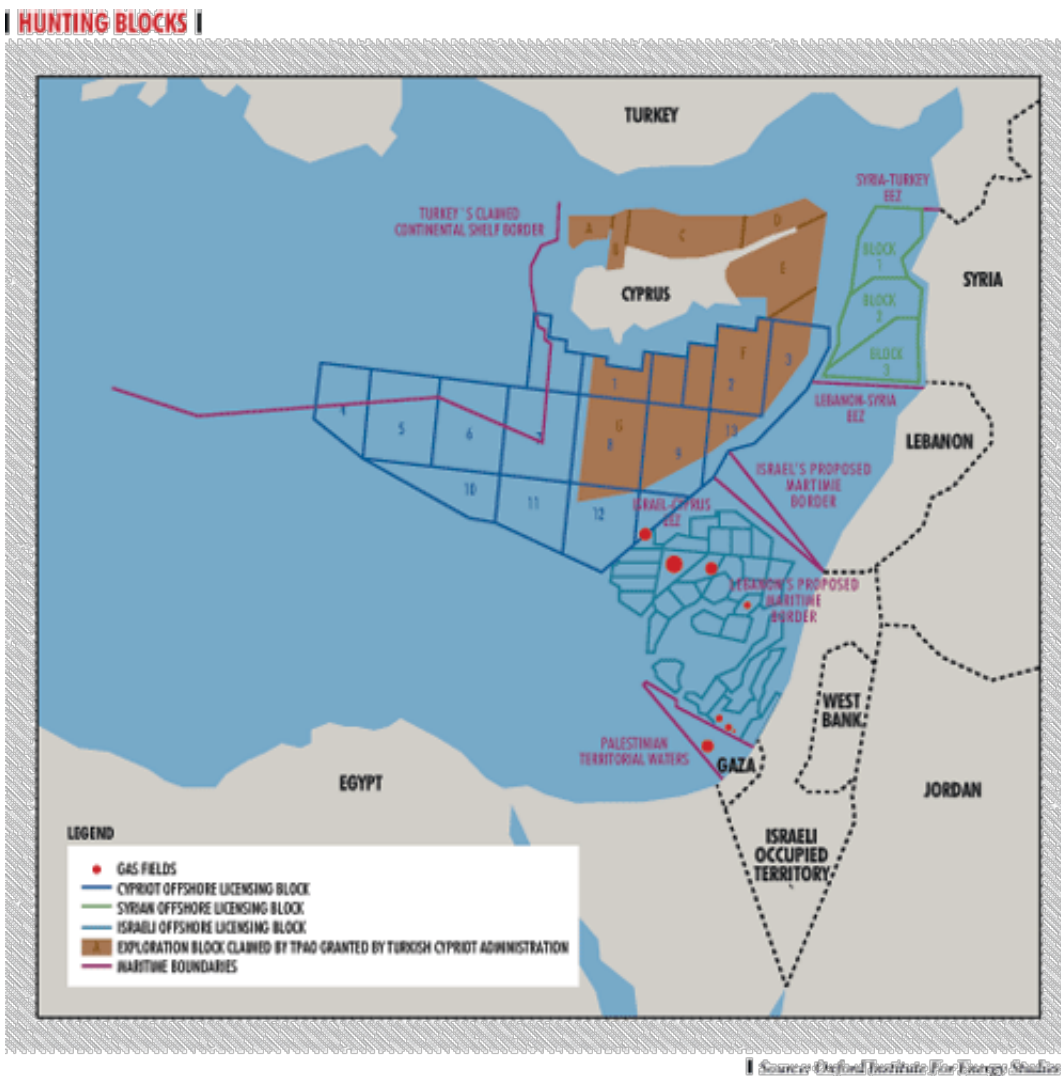 HUNTING BLOCKS
TURKEY
SYRIA-TURKEY
EEZ
TURKEY'S CLAIMED
CONTINENTAL SHELF BORDER
A
B
C
D
E
BLOCK
1
SYRIA
CYPRUS
BLOCK
2
BLOCK
3
F
3
1
2
LEBANON-SYRIA
EEZ
4
5
6
7
G
8
9
13
LEBANON
ISRAEL'S PROPOSED
MARTIMIE
BORDER
10
11
12
ISRAEL-CYPRUS
EEZ
LEBANON'S PROPOSED
MARITIME
BORDER
WEST
BANK
PALESTINIAN
TERRITORIAL WATERS
GAZA
EGYPT
JORDAN
ISRAELI
OCCUPIED
TERRITORY
LEGEND
GAS FIELDS
CYPRIOT OFFSHORE LICENSING BLOCK
SYRIAN OFFSHORE LICENSING BLOCK
ISRAELI OFFSHORE LICENSING BLOCK
A EXPLORATION BLOCK CLAIMED BY TPAO GRANTED BY TURKISH CYPRIOT ADMINISTRATION
MARITIME BOUNDARIES
Source: Oxford Institute For Energy Studies